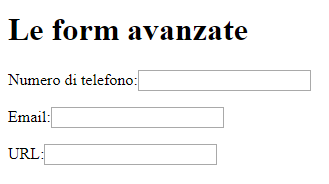 Le form avanzate
Numero di telefono:
Email:
URL: